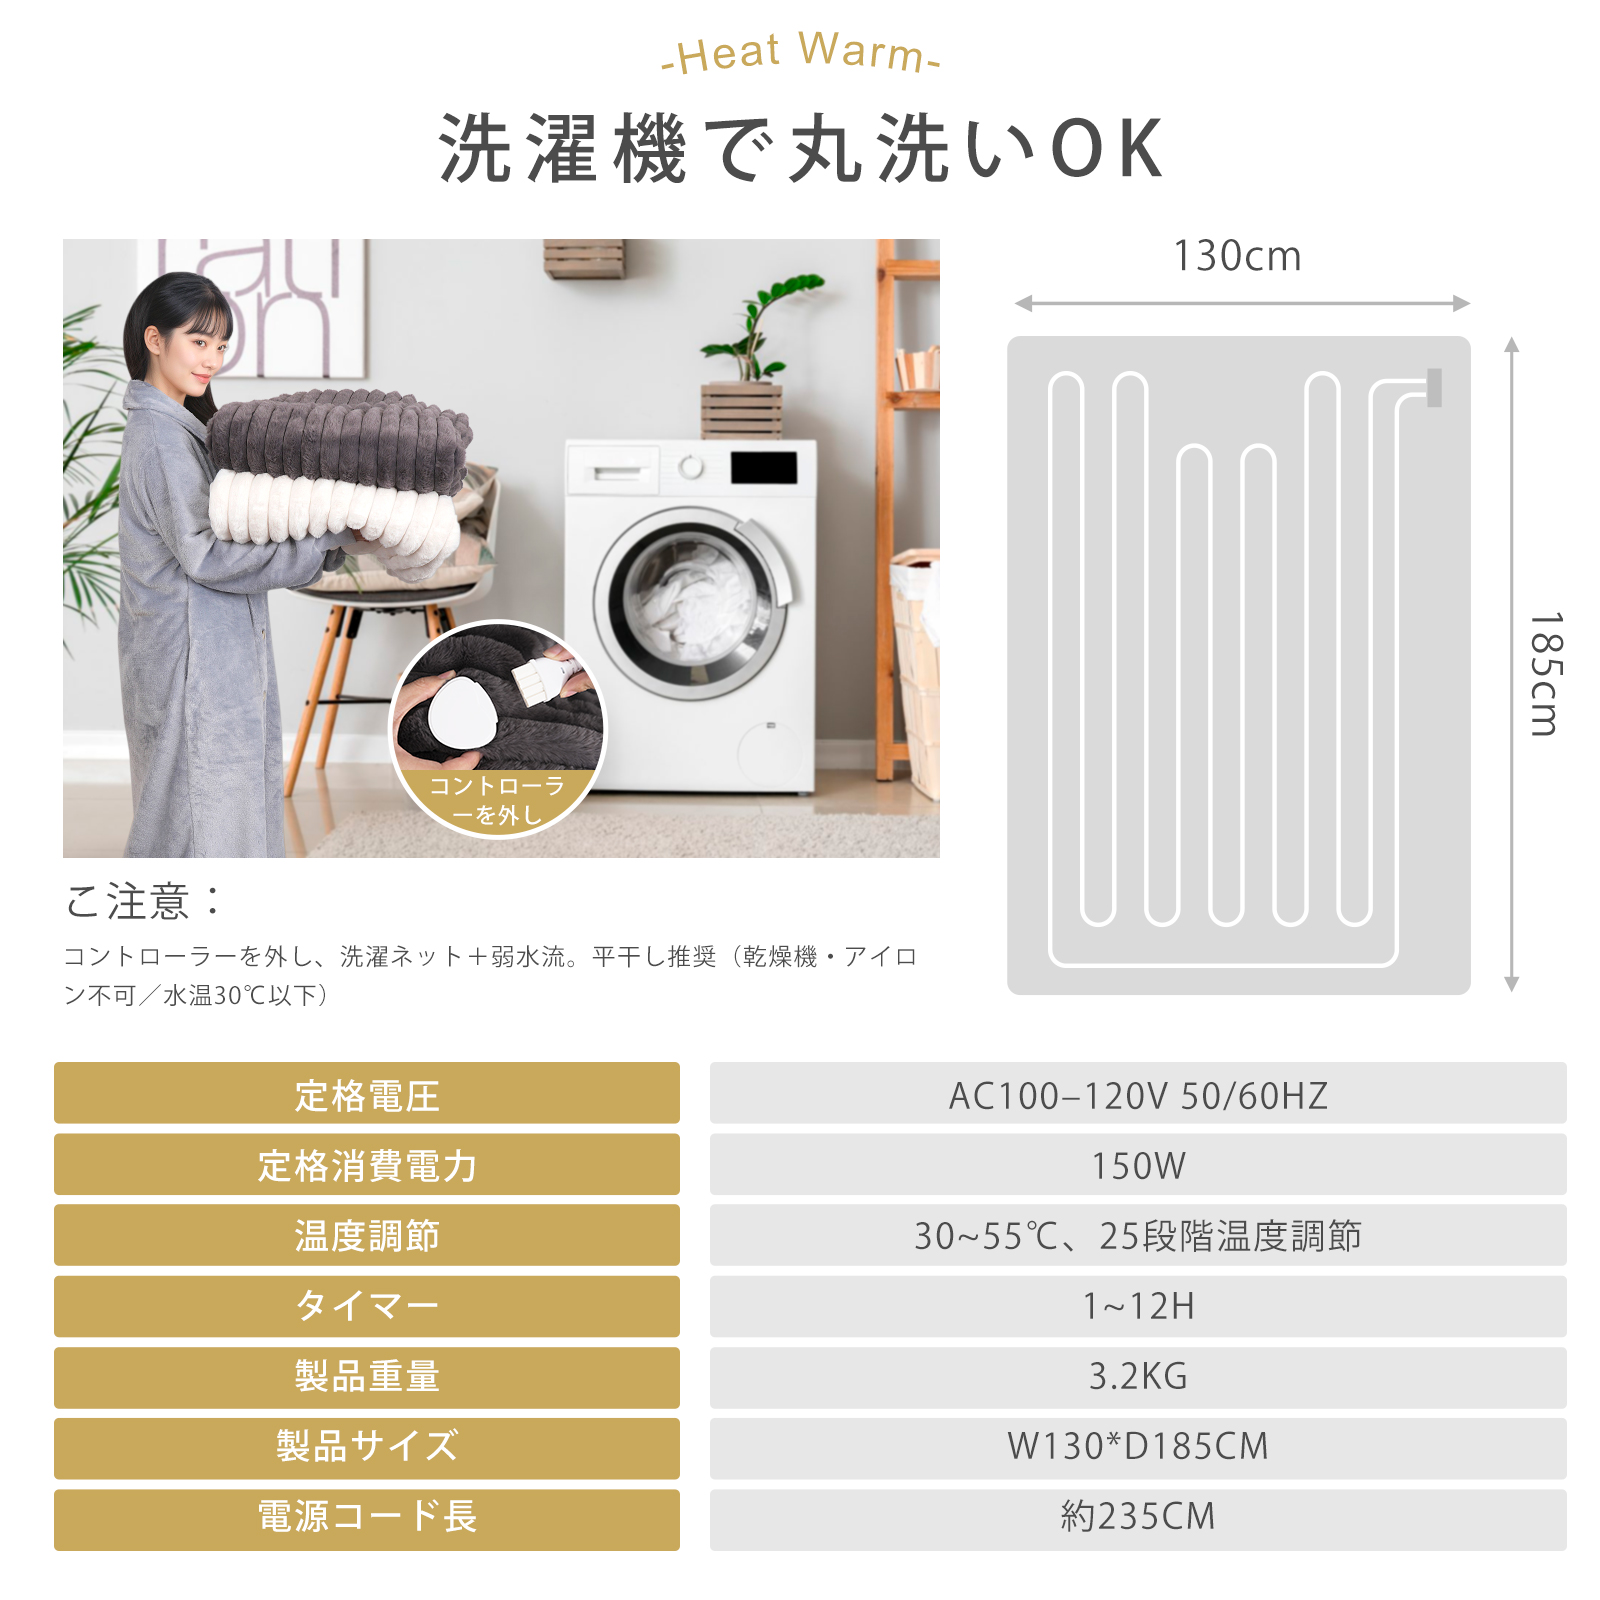 -Heat Warm-
洗濯機で丸洗いOK
130cm
185cm
コントローラ
ーを外し
こ注意：
コントローラーを外し、洗濯ネット＋弱水流。平干し推奨（乾燥機・アイロ
ン不可／水温30℃以下）
定格電圧 AC100–120V 50/60HZ
定格消費電力 150W
温度調節 30~55℃、25段階温度調節
タイマー 1~12H
製品重量 3.2KG
製品サイズ W130*D185CM
電源コード長 約235CM